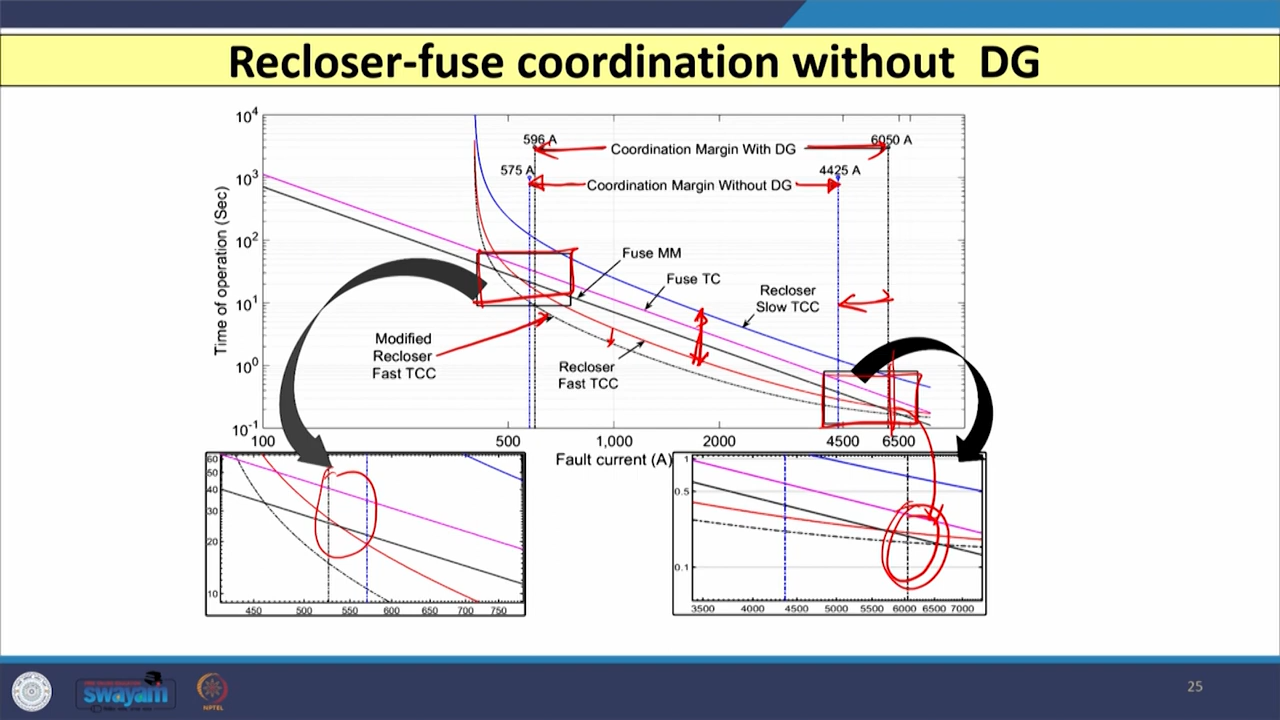 Recloser-fuse coordination without DG
10^4
10^3
10^2
10^1
10^0
10^-1
Time of operation (Sec)
596 A
6050 A
Coordination Margin With DG
575 A
4425 A
Coordination Margin Without DG
Fuse MM
Fuse TC
Recloser
Slow TCC
Modified
Recloser
Fast TCC
Recloser
Fast TCC
100
500
1,000
2000
4500
6500
Fault current (A)
60
50
40
30
20
10
450
500
550
600
650
700
750
1
0.5
0.1
3500
4000
4500
5000
5500
6000
6500
7000
swayam
NPTEL
25